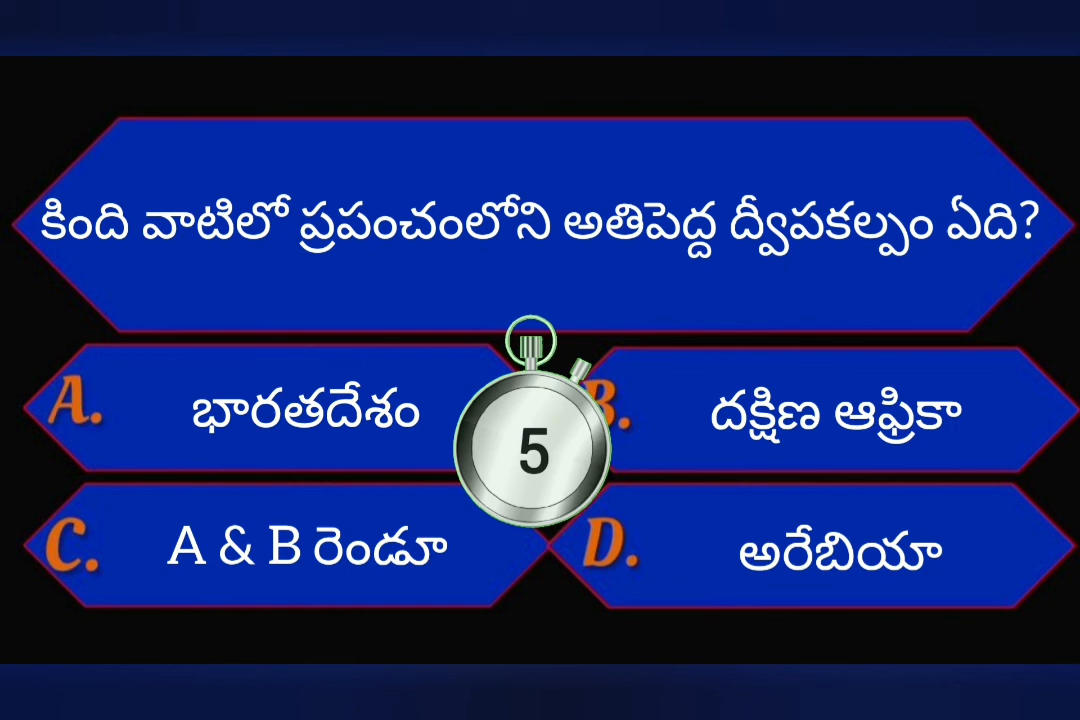 కింది వాటిలో ప్రపంచంలోని అతిపెద్ద ద్వీపకల్పం ఏది?
A. భారతదేశం
B. దక్షిణ ఆఫ్రికా
5
C. A & B రెండూ
D. అరేబియా